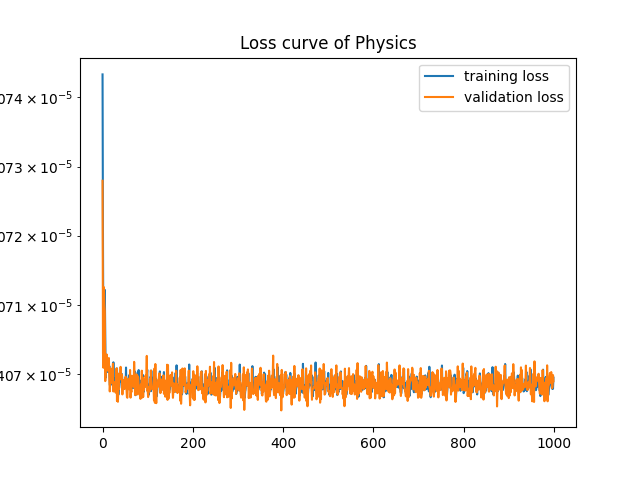 Loss curve of Physics
training loss
validation loss
074 × 10⁻⁵
073 × 10⁻⁵
072 × 10⁻⁵
071 × 10⁻⁵
407 × 10⁻⁵
0 200 400 600 800 1000